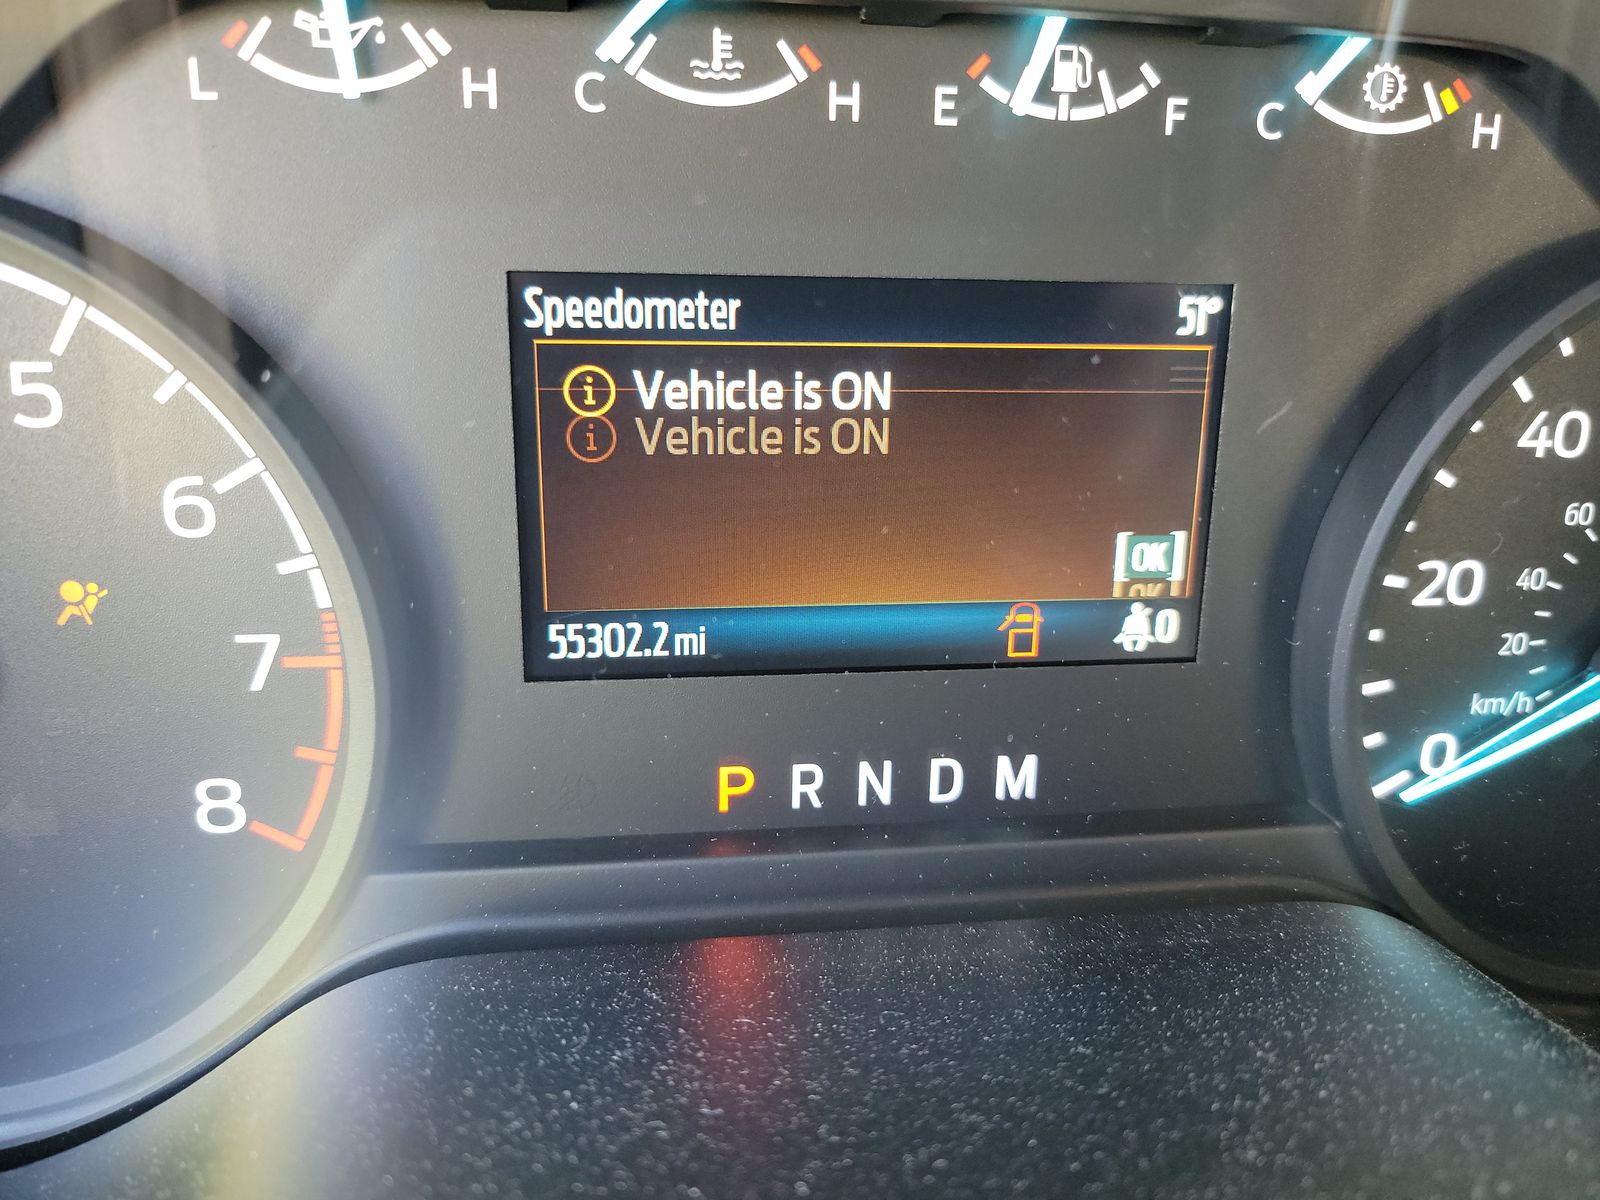 L H C H E F C H
Speedometer 51°
Vehicle is ON
Vehicle is ON
OK
OK
55302.2 mi 0
P R N D M
5
6
7
8
40
20
0
60
40
20
km/h